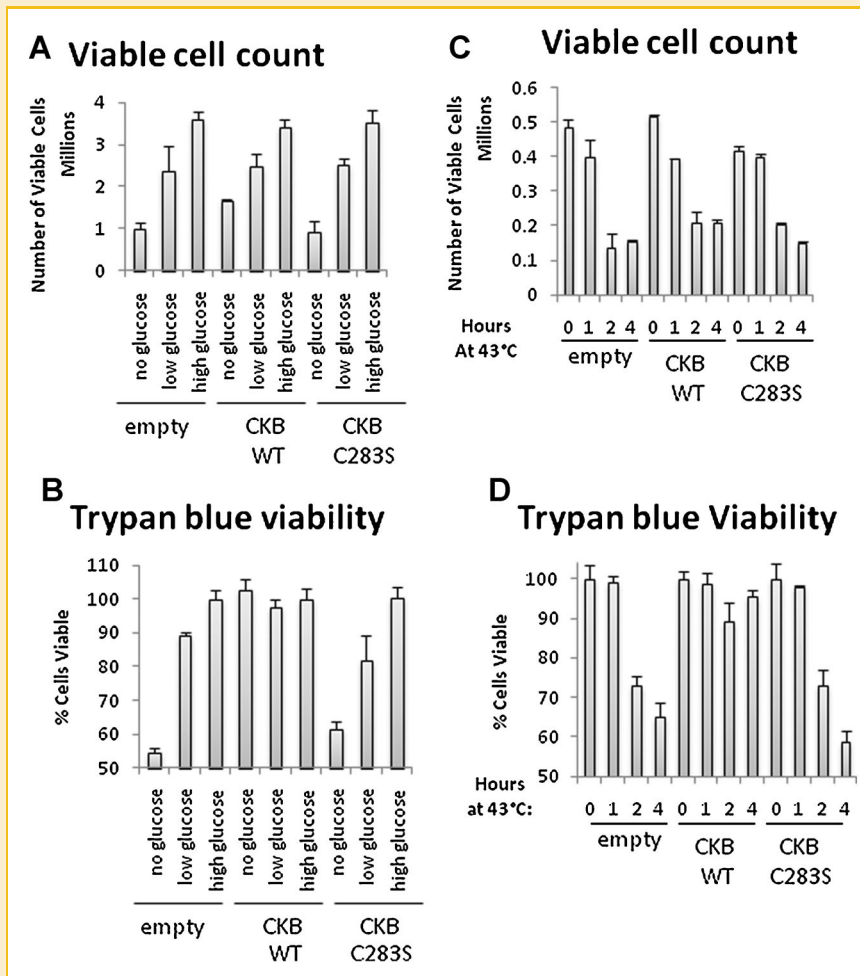 A Viable cell count
Number of Viable Cells
Millions
4
3
2
1
0
no glucose
low glucose
high glucose
no glucose
low glucose
high glucose
no glucose
low glucose
high glucose
empty
CKB
WT
CKB
C283S
B
Trypan blue viability
% Cells Viable
110
100
90
80
70
60
50
no glucose
low glucose
high glucose
no glucose
low glucose
high glucose
no glucose
low glucose
high glucose
empty
CKB
WT
CKB
C283S
C Viable cell count
Number of Viable Cells
Millions
0.6
0.5
0.4
0.3
0.2
0.1
0
Hours
At 43°C
0 1 2 4 0 1 2 4 0 1 2 4
empty
CKB
WT
CKB
C283S
D
Trypan blue Viability
% Cells Viable
100
90
80
70
60
50
Hours
at 43°C:
0 1 2 4 0 1 2 4 0 1 2 4
empty
CKB
WT
CKB
C283S